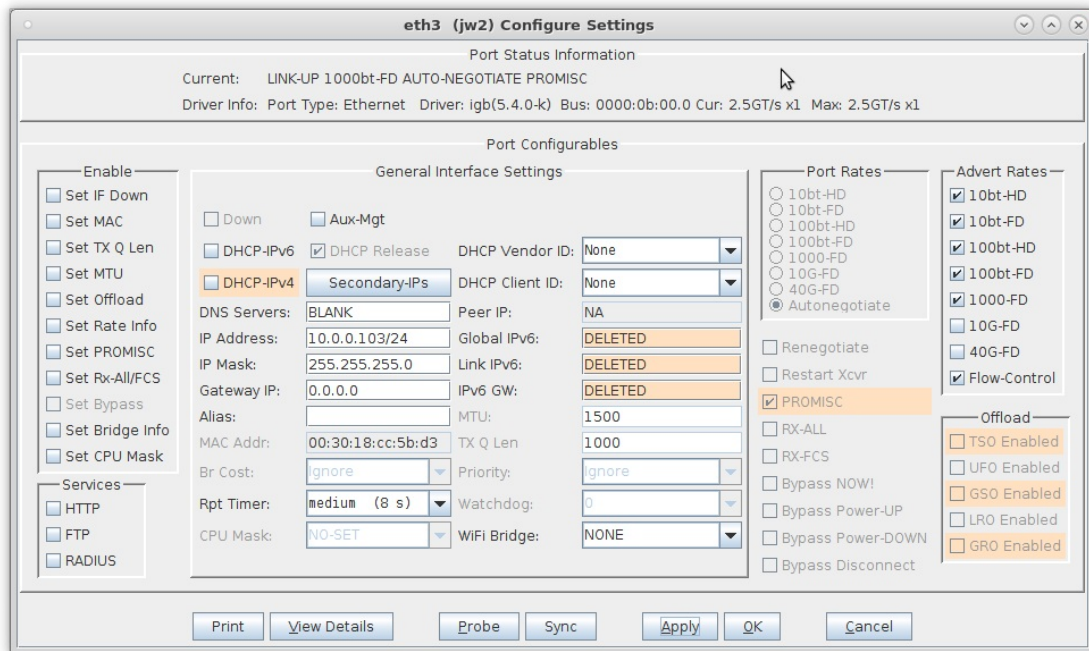 eth3 (jw2) Configure Settings
Port Status Information
Current: LINK-UP 1000bt-FD AUTO-NEGOTIATE PROMISC
Driver Info: Port Type: Ethernet Driver: igb(5.4.0-k) Bus: 0000:0b:00.0 Cur: 2.5GT/s x1 Max: 2.5GT/s x1
Port Configurables
Enable
Set IF Down
Set MAC
Set TX Q Len
Set MTU
Set Offload
Set Rate Info
Set PROMISC
Set Rx-All/FCS
Set Bypass
Set Bridge Info
Set CPU Mask
Services
HTTP
FTP
RADIUS
General Interface Settings
Down Aux-Mgt
DHCP-IPv6 DHCP Release DHCP Vendor ID: None
DHCP-IPv4 Secondary-IPs DHCP Client ID: None
DNS Servers: BLANK Peer IP: NA
IP Address: 10.0.0.103/24 Global IPv6: DELETED
IP Mask: 255.255.255.0 Link IPv6: DELETED
Gateway IP: 0.0.0.0 IPv6 GW: DELETED
Alias: MTU: 1500
MAC Addr: 00:30:18:cc:5b:d3 TX Q Len 1000
Br Cost: Ignore Priority: Ignore
Rpt Timer: medium (8 s) Watchdog: 0
CPU Mask: NO-SET WiFi Bridge: NONE
Port Rates
10bt-HD
10bt-FD
100bt-HD
100bt-FD
1000-FD
10G-FD
40G-FD
Autonegotiate
Renegotiate
Restart Xcvr
PROMISC
RX-ALL
RX-FCS
Bypass NOW!
Bypass Power-UP
Bypass Power-DOWN
Bypass Disconnect
Advert Rates
10bt-HD
10bt-FD
100bt-HD
100bt-FD
1000-FD
10G-FD
40G-FD
Flow-Control
Offload
TSO Enabled
UFO Enabled
GSO Enabled
LRO Enabled
GRO Enabled
Print View Details Probe Sync Apply OK Cancel